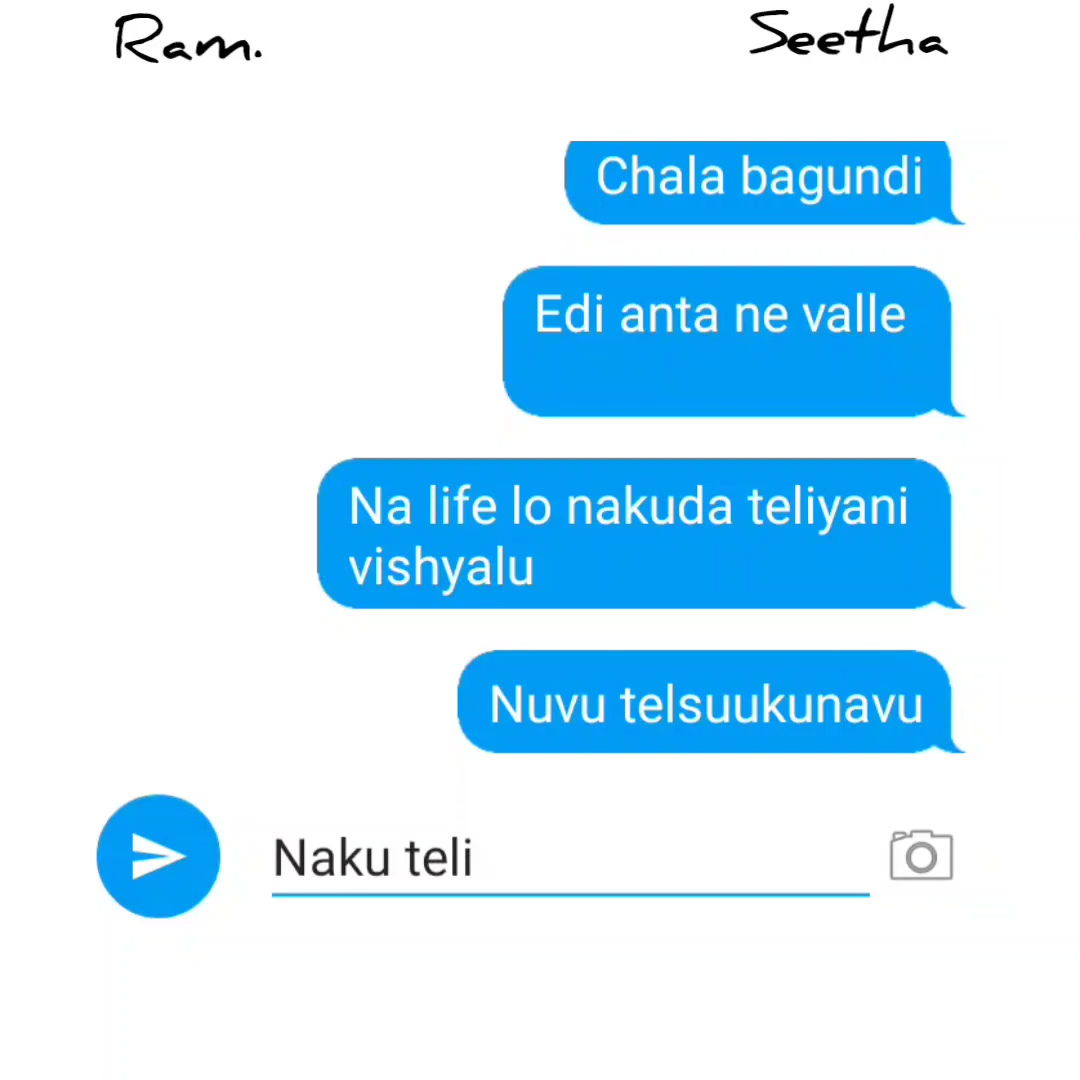 Ram. Seetha
Chala bagundi
Edi anta ne valle
Na life lo nakuda teliyani
vishyalu
Nuvu telsuukunavu
Naku teli